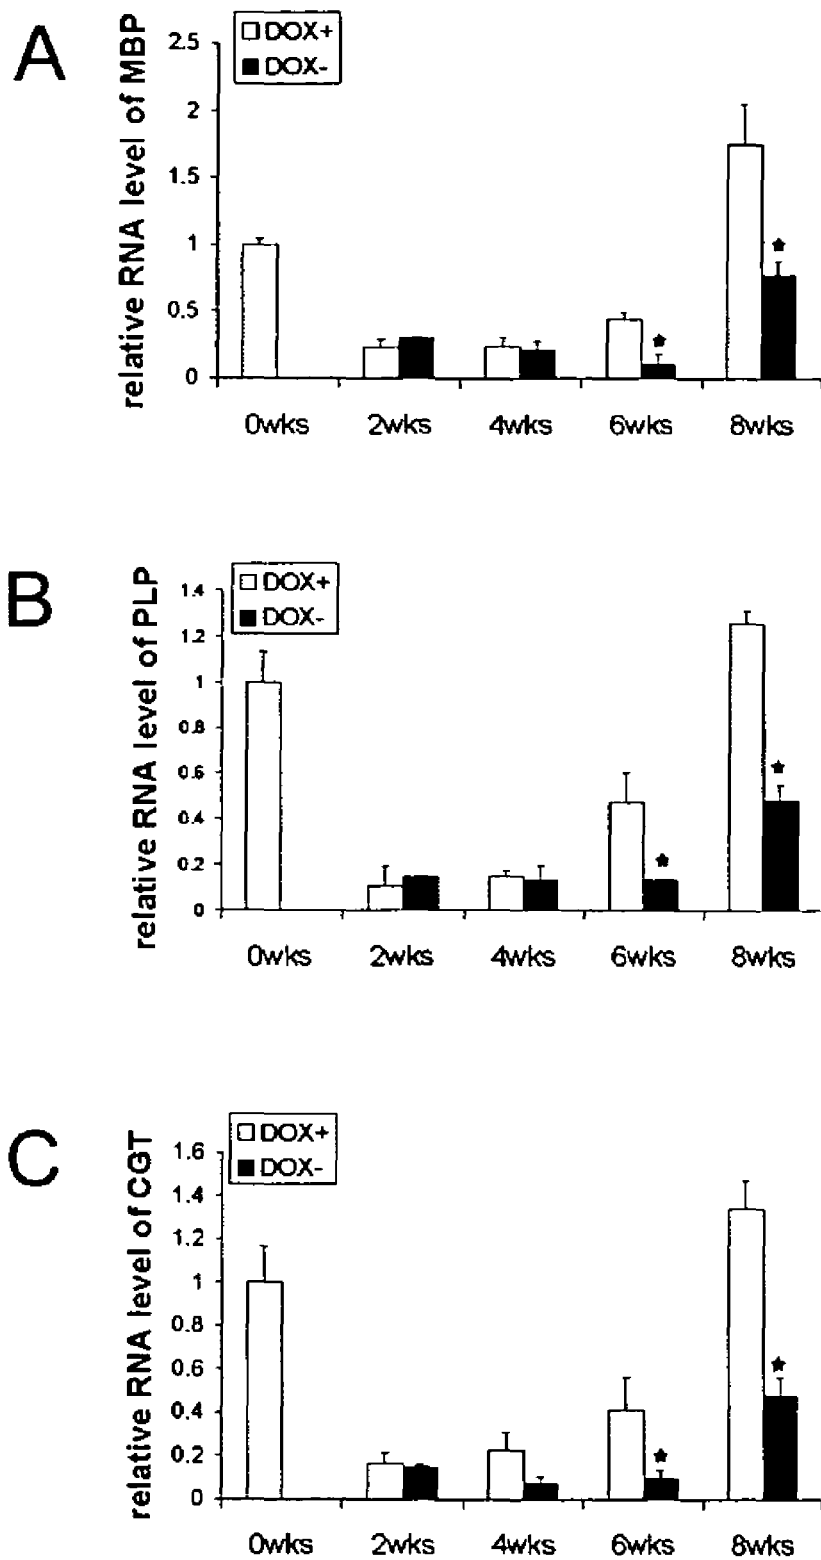 A
relative RNA level of MBP
DOX+
DOX-
2.5
2
1.5
1
0.5
0
★
★
0wks 2wks 4wks 6wks 8wks
B
relative RNA level of PLP
DOX+
DOX-
1.4
1.2
1
0.8
0.6
0.4
0.2
0
★
★
0wks 2wks 4wks 6wks 8wks
C
relative RNA level of CGT
DOX+
DOX-
1.6
1.4
1.2
1
0.8
0.6
0.4
0.2
0
★
★
0wks 2wks 4wks 6wks 8wks